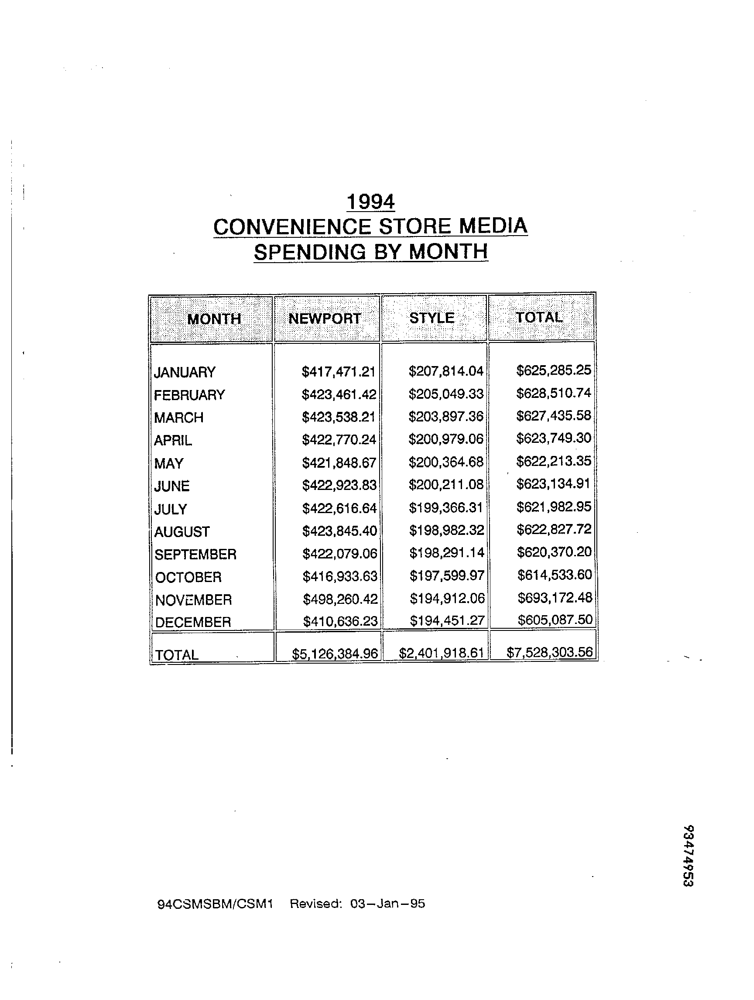 1994
CONVENIENCE STORE MEDIA
SPENDING BY MONTH
MONTH NEWPORT STYLE TOTAL
JANUARY $417,471.21 $207,814.04 $625,285.25
FEBRUARY $423,461.42 $205,049.33 $628,510.74
MARCH $423,538.21 $203,897.36 $627,435.58
APRIL $422,770.24 $200,979.06 $623,749.30
MAY $421,848.67 $200,364.68 $622,213.35
JUNE $422,923.83 $200,211.08 $623,134.91
JULY $422,616.64 $199,366.31 $621,982.95
AUGUST $423,845.40 $198,982.32 $622,827.72
SEPTEMBER $422,079.06 $198,291.14 $620,370.20
OCTOBER $416,933.63 $197,599.97 $614,533.60
NOVEMBER $498,260.42 $194,912.06 $693,172.48
DECEMBER $410,636.23 $194,451.27 $605,087.50
TOTAL $5,126,384.96 $2,401,918.61 $7,528,303.56
93474953
94CSMSBM/CSM1 Revised: 03-Jan-95